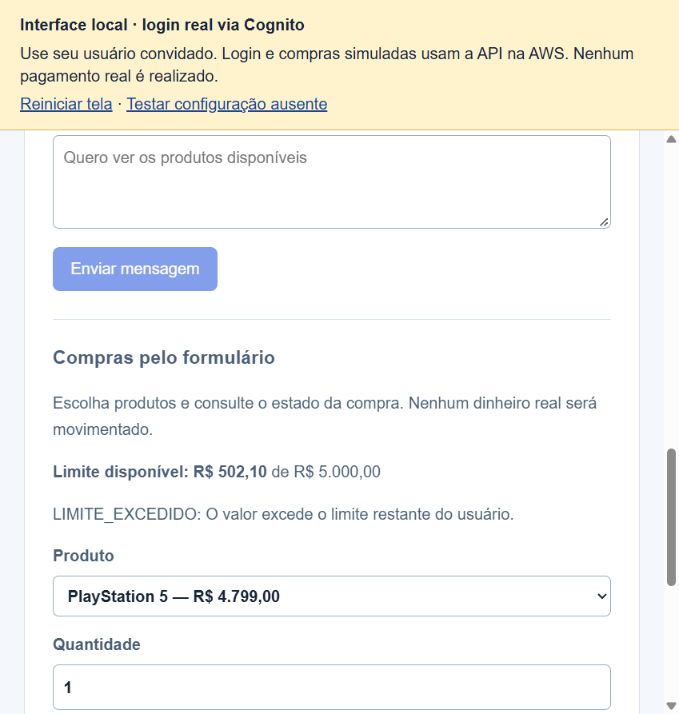 Interface local · login real via Cognito
Use seu usuário convidado. Login e compras simuladas usam a API na AWS. Nenhum
pagamento real é realizado.
Reiniciar tela · Testar configuração ausente
Quero ver os produtos disponíveis
Enviar mensagem
Compras pelo formulário
Escolha produtos e consulte o estado da compra. Nenhum dinheiro real será
movimentado.
Limite disponível: R$ 502,10 de R$ 5.000,00
LIMITE_EXCEDIDO: O valor excede o limite restante do usuário.
Produto
PlayStation 5 — R$ 4.799,00
Quantidade
1